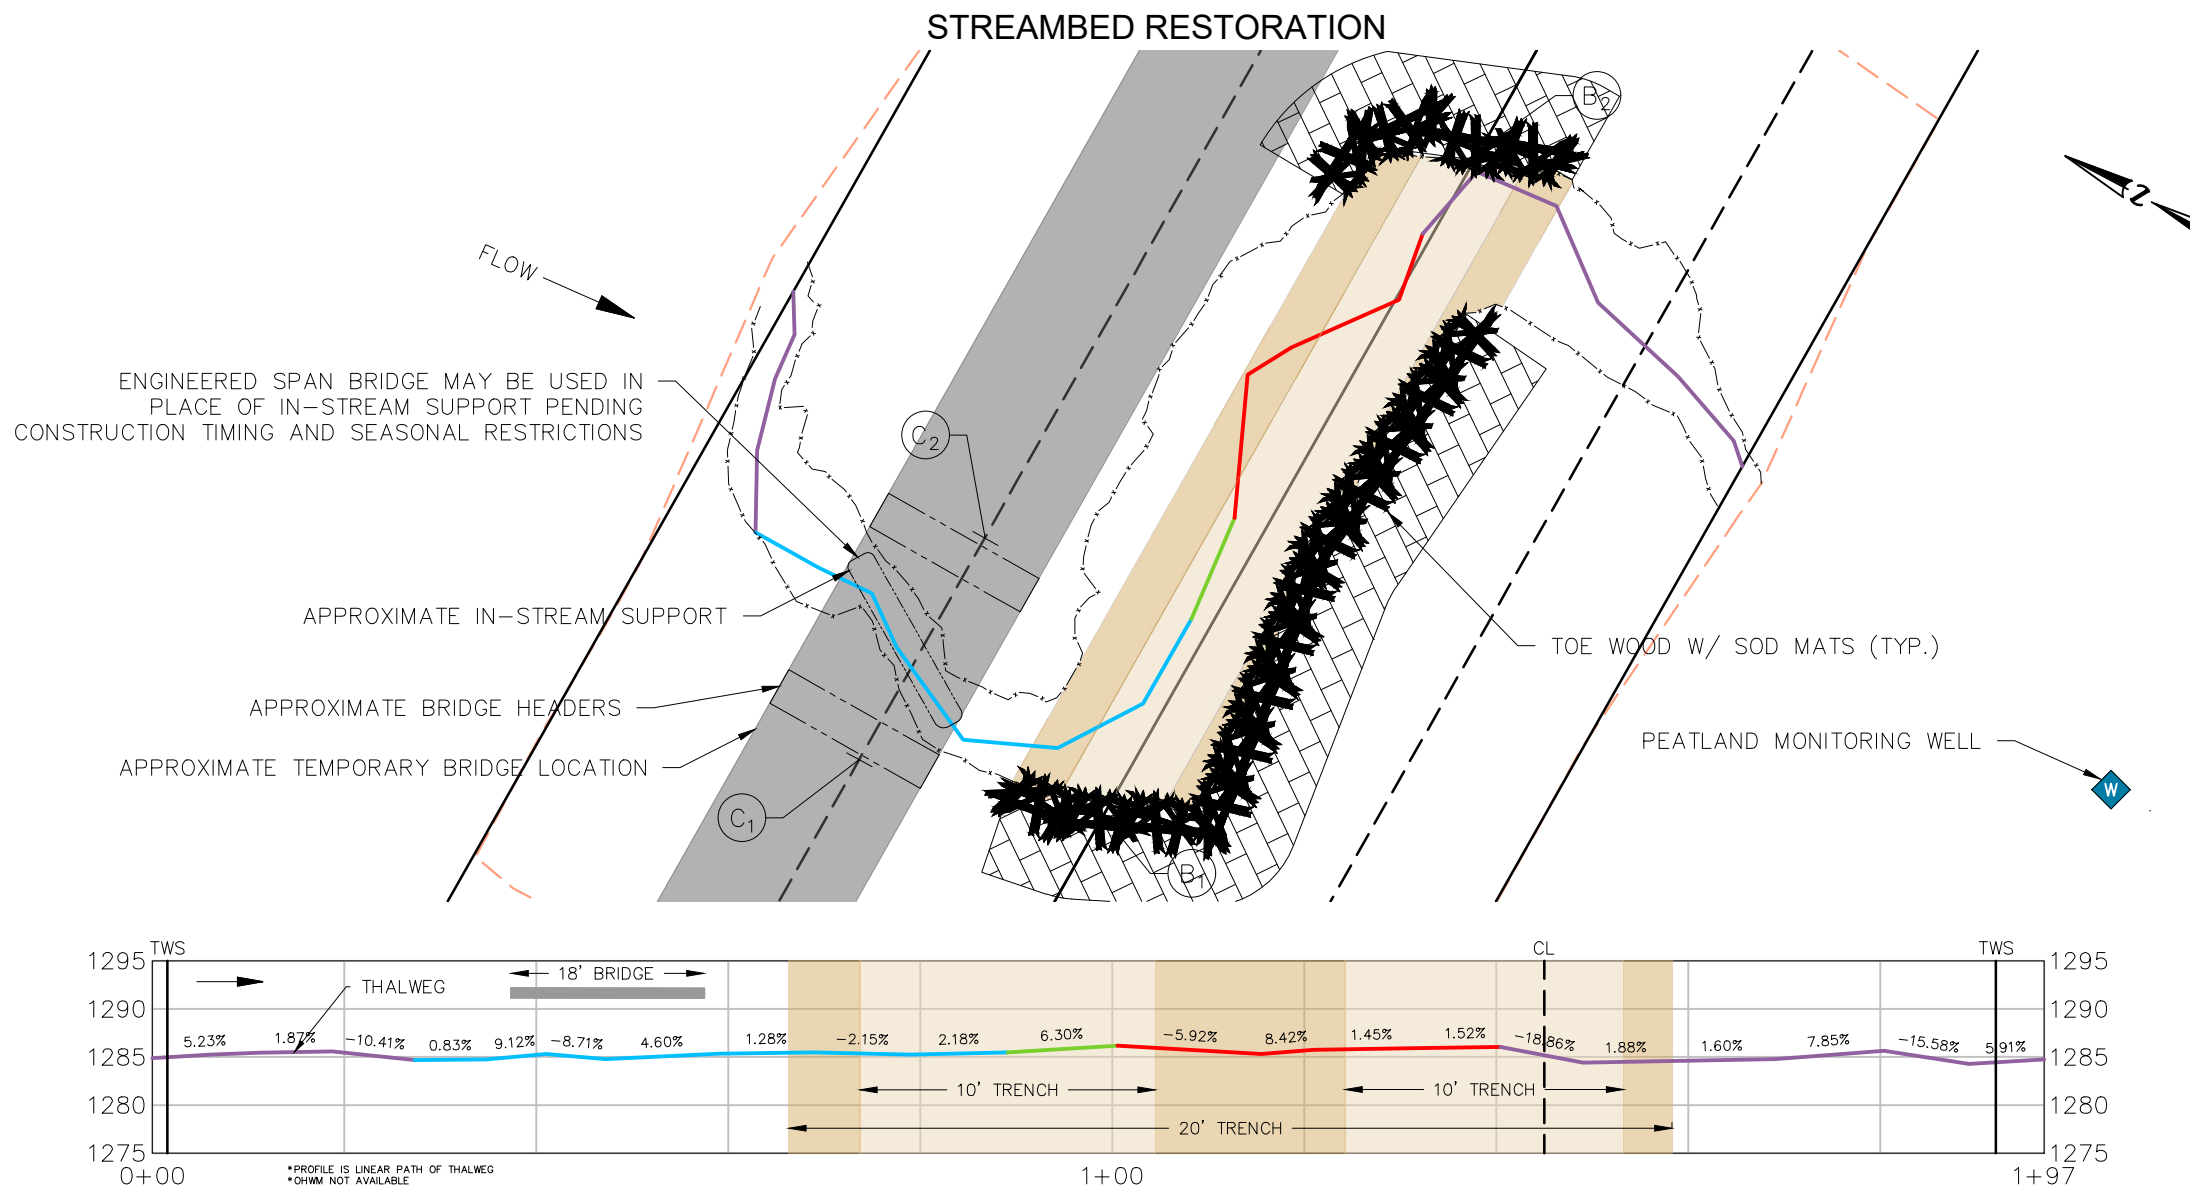 STREAMBED RESTORATION
B2
N
FLOW
ENGINEERED SPAN BRIDGE MAY BE USED IN
PLACE OF IN-STREAM SUPPORT PENDING
CONSTRUCTION TIMING AND SEASONAL RESTRICTIONS
C2
APPROXIMATE IN-STREAM SUPPORT
TOE WOOD W/ SOD MATS (TYP.)
APPROXIMATE BRIDGE HEADERS
PEATLAND MONITORING WELL
APPROXIMATE TEMPORARY BRIDGE LOCATION
W
C1
B1
TWS
CL
TWS
1295
18' BRIDGE
1295
THALWEG
1290
1290
5.23%
1.87%
-10.41%
0.83%
9.12%
-8.71%
4.60%
1.28%
-2.15%
2.18%
6.30%
-5.92%
8.42%
1.45%
1.52%
-18.86%
1.88%
1.60%
7.85%
-15.58%
5.91%
1285
1285
10' TRENCH
10' TRENCH
1280
1280
20' TRENCH
1275
1275
0+00
1+00
1+97
*PROFILE IS LINEAR PATH OF THALWEG
*OHWM NOT AVAILABLE